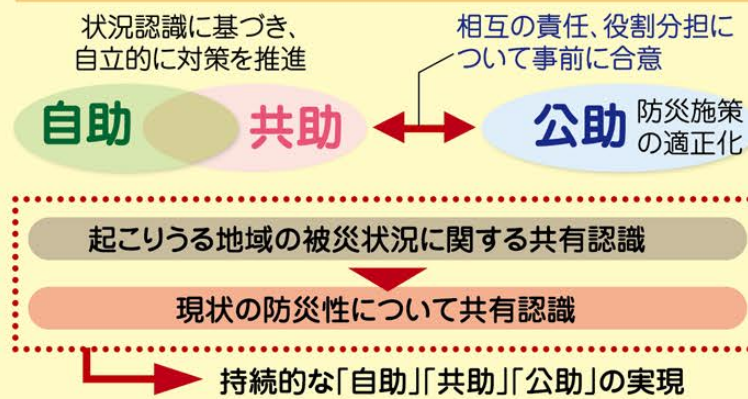 状況認識に基づき、
自立的に対策を推進
相互の責任、役割分担に
ついて事前に合意
自助
共助
公助
防災施策
の適正化
起こりうる地域の被災状況に関する共有認識
現状の防災性について共有認識
持続的な「自助」「共助」「公助」の実現